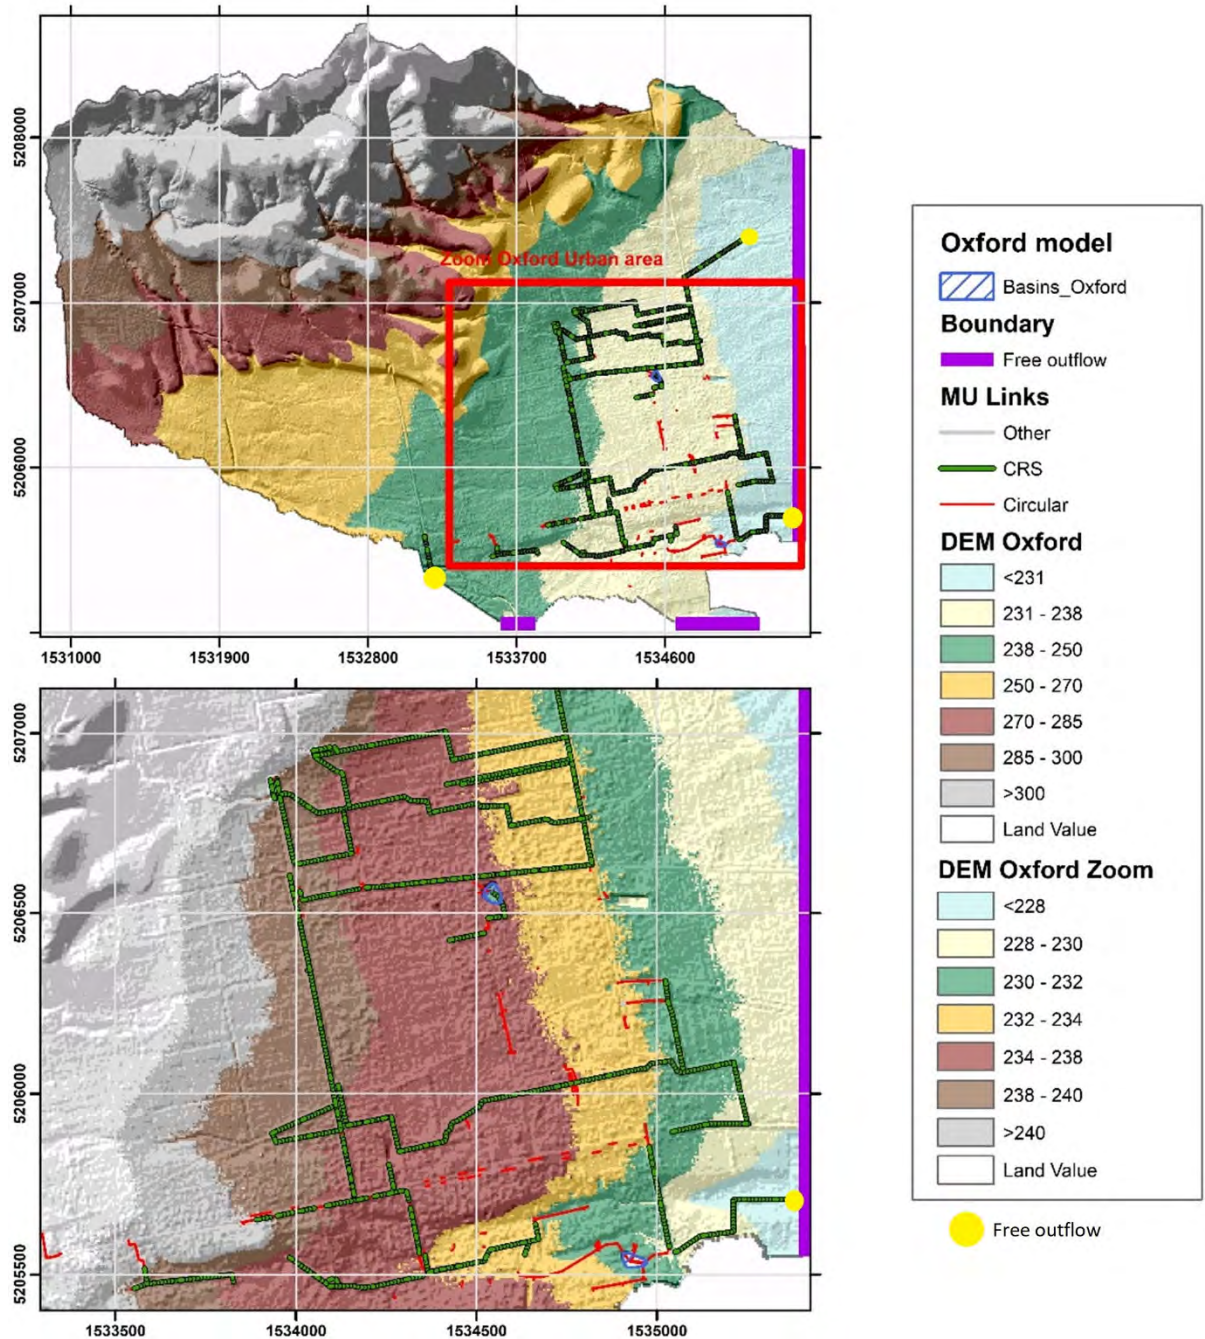 5208000
5207000
5206000
Zoom Oxford Urban area
1531000
1531900
1532800
1533700
1534600
5207000
5206500
5206000
5205500
1533500
1534000
1534500
1535000
Oxford model
Basins_Oxford
Boundary
Free outflow
MU Links
Other
CRS
Circular
DEM Oxford
<231
231 - 238
238 - 250
250 - 270
270 - 285
285 - 300
>300
Land Value
DEM Oxford Zoom
<228
228 - 230
230 - 232
232 - 234
234 - 238
238 - 240
>240
Land Value
Free outflow